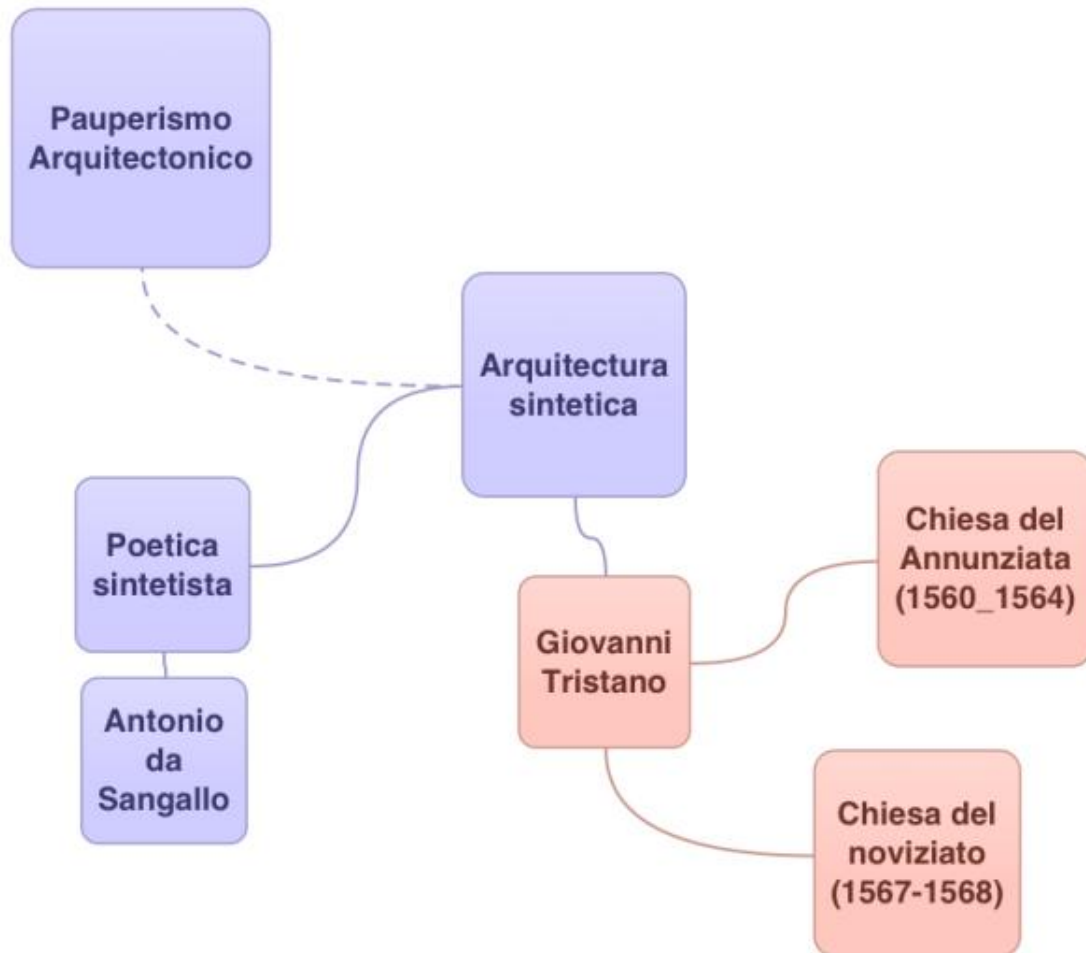 Pauperismo
Arquitectonico
Arquitectura
sintetica
Poetica
sintetista
Antonio
da
Sangallo
Giovanni
Tristano
Chiesa del
Annunziata
(1560_1564)
Chiesa del
noviziato
(1567-1568)